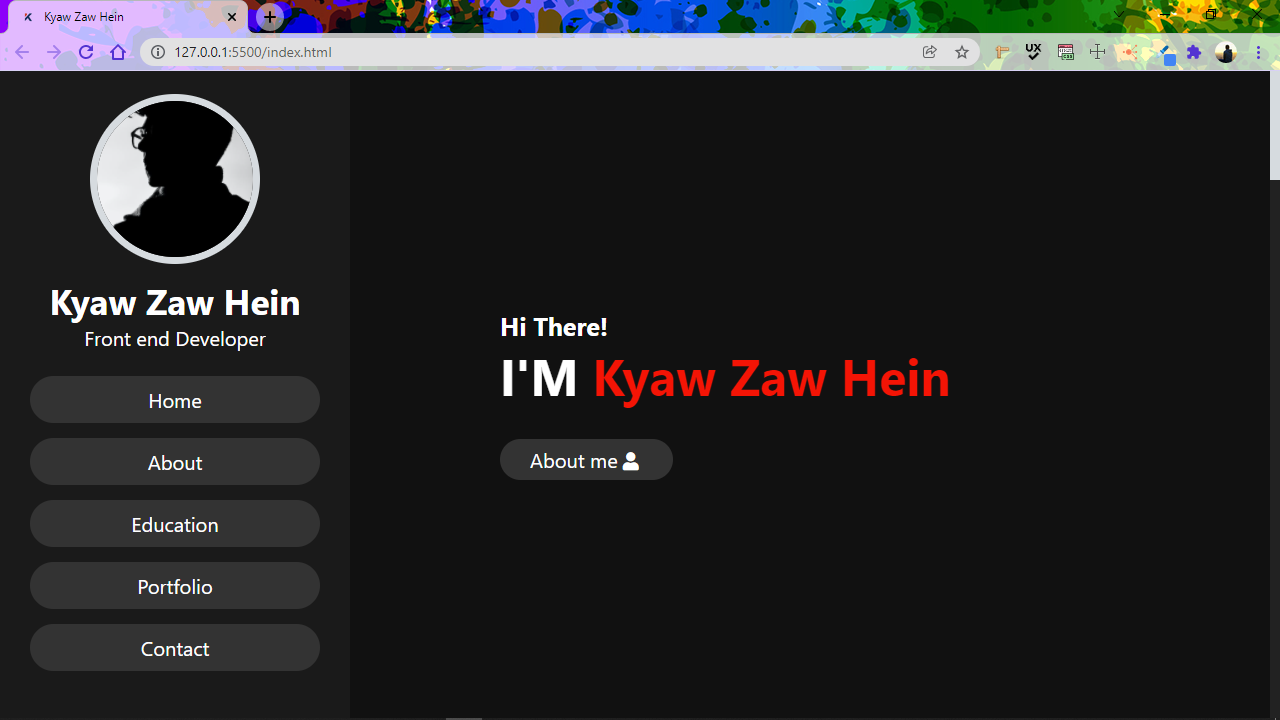 Kyaw Zaw Hein
127.0.0.1:5500/index.html
UX
Kyaw Zaw Hein
Front end Developer
Home
About
Education
Portfolio
Contact
Hi There!
I'M Kyaw Zaw Hein
About me